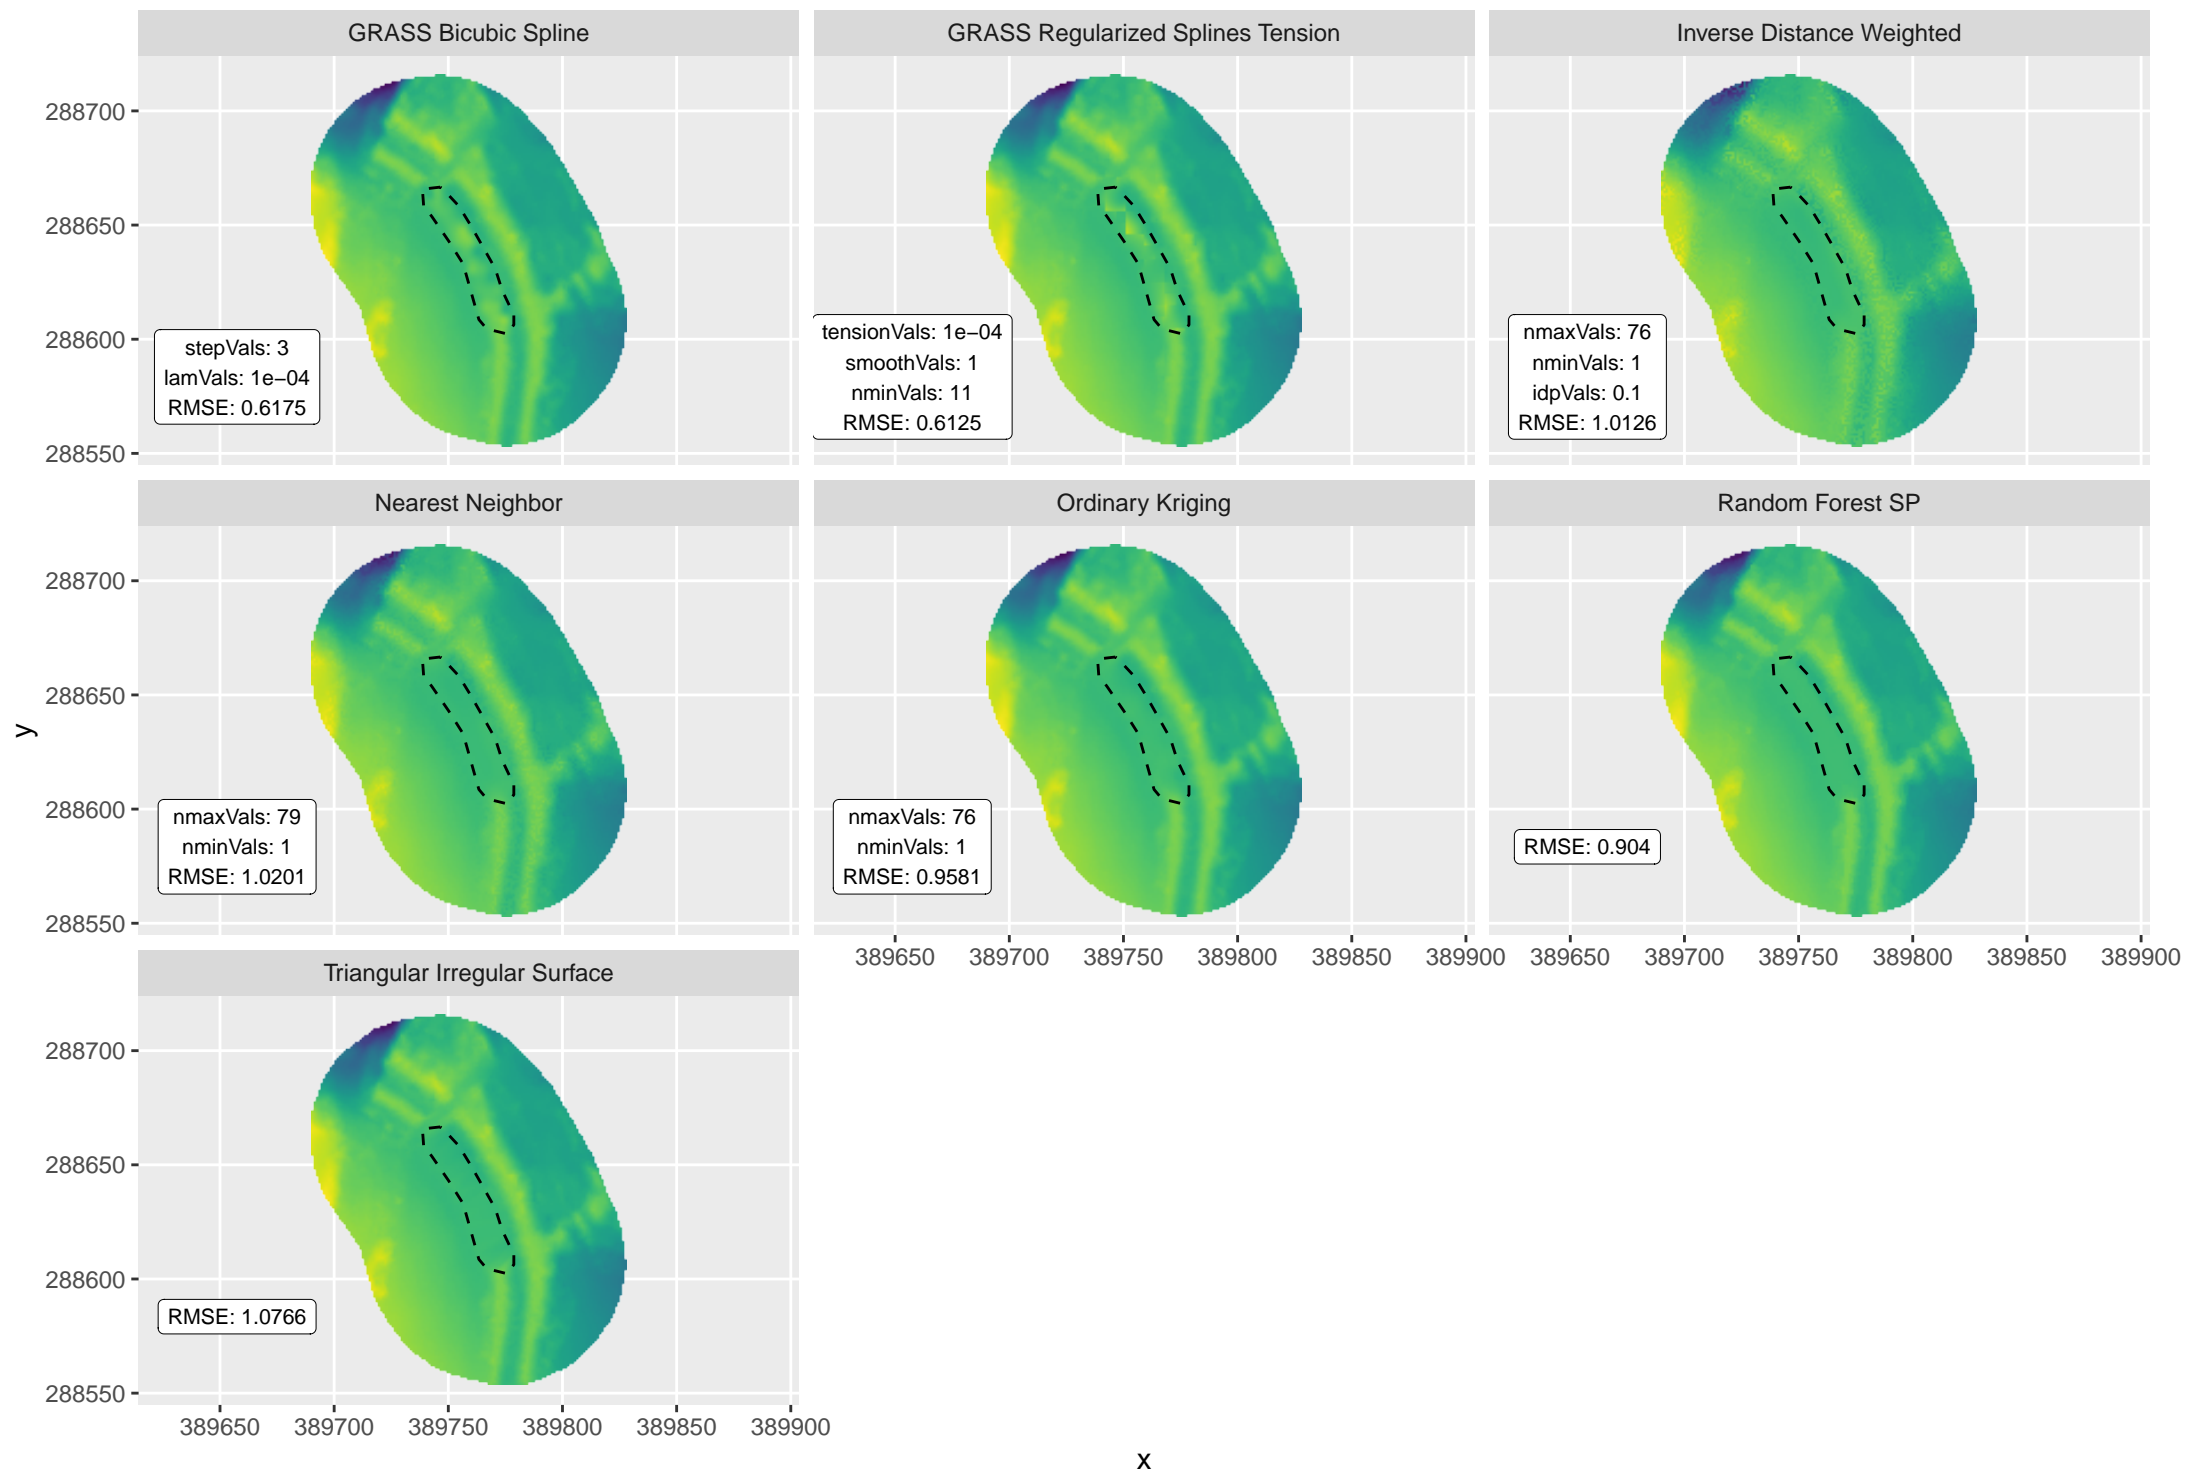 GRASS Bicubic Spline
GRASS Regularized Splines Tension
Inverse Distance Weighted
288700
288650
288600
288550
stepVals: 3
lamVals: 1e−04
RMSE: 0.6175
tensionVals: 1e−04
smoothVals: 1
nminVals: 11
RMSE: 0.6125
nmaxVals: 76
nminVals: 1
idpVals: 0.1
RMSE: 1.0126
Nearest Neighbor
Ordinary Kriging
Random Forest SP
288700
288650
288600
288550
nmaxVals: 79
nminVals: 1
RMSE: 1.0201
nmaxVals: 76
nminVals: 1
RMSE: 0.9581
RMSE: 0.904
389650 389700 389750 389800 389850 389900
389650 389700 389750 389800 389850 389900
y
Triangular Irregular Surface
288700
288650
288600
288550
RMSE: 1.0766
389650 389700 389750 389800 389850 389900
x